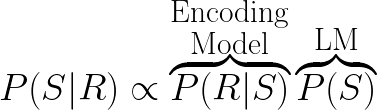 Encoding
Model LM
P(S|R) ∝ P(R|S) P(S)